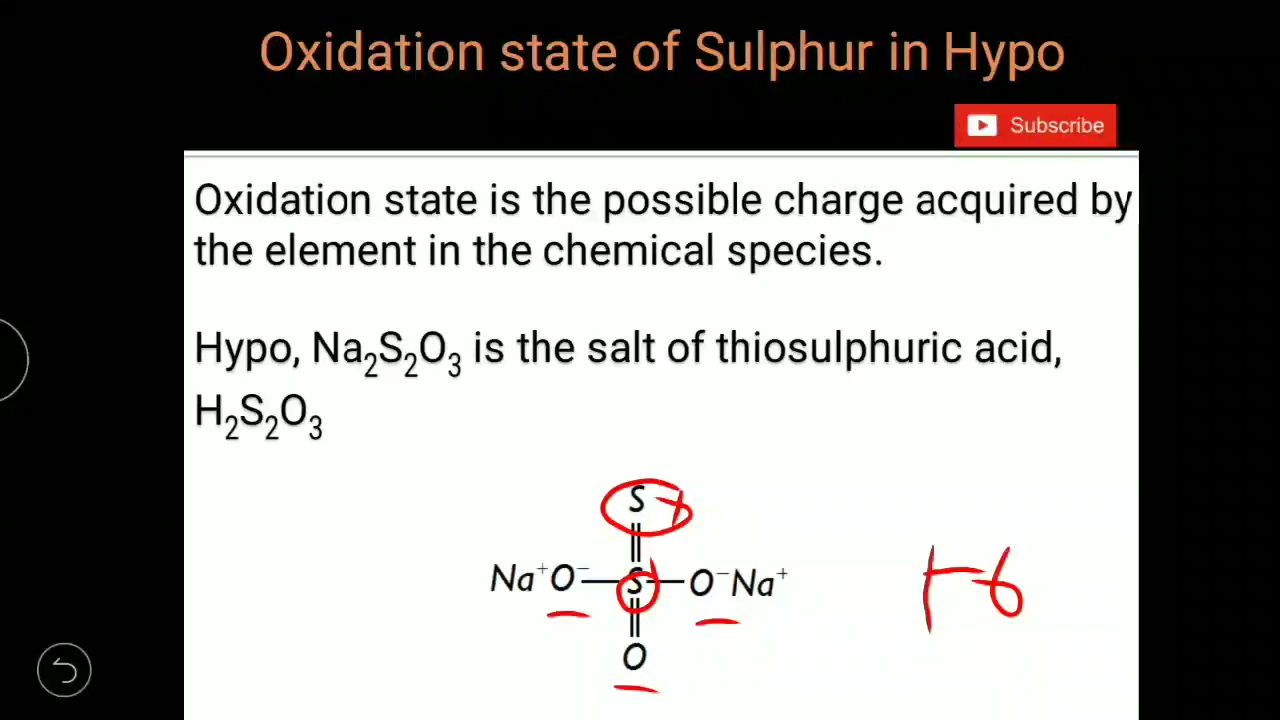 Oxidation state of Sulphur in Hypo
Subscribe
Oxidation state is the possible charge acquired by
the element in the chemical species.
Hypo, Na₂S₂O₃ is the salt of thiosulphuric acid,
H₂S₂O₃
S
Na⁺O⁻—S—O⁻Na⁺
O
+6